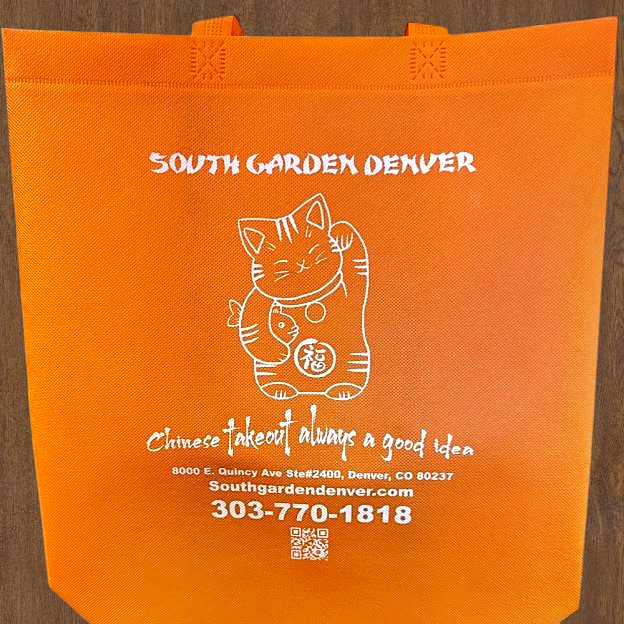 SOUTH GARDEN DENVER
福
Chinese takeout always a good idea
8000 E. Quincy Ave Ste#2400, Denver, CO 80237
Southgardendenver.com
303-770-1818